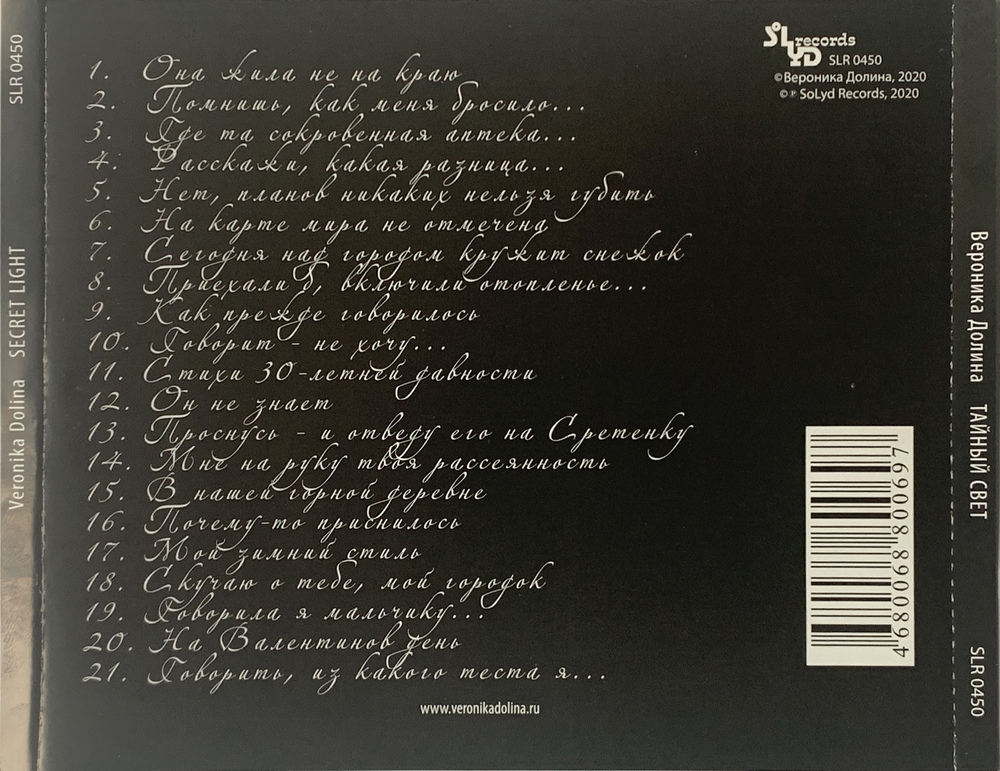 SLR 0450
Veronika Dolina SECRET LIGHT
SoLYD records
SLR 0450
©Вероника Долина, 2020
©℗ SoLyd Records, 2020
1. Она жила не на краю
2. Помнишь, как меня бросило...
3. Где та сокровенная аптека...
4. Расскажи, какая разница...
5. Нет, планов никаких нельзя губить
6. На карте мира не отмечена
7. Сегодня над городом кружит снежок
8. Приехали б, включили отопленье...
9. Как прежде говорилось
10. Говорит - не хочу...
11. Стихи 30-летней давности
12. Он не знает
13. Проснусь - и отведу его на Сретенку
14. Мне на руку твоя рассеянность
15. В нашей горной деревне
16. Почему-то приснилось
17. Мой зимний стиль
18. Скучаю о тебе, мой городок
19. Говорила я мальчику...
20. На Валентинов день
21. Говорить, из какого теста я...
www.veronikadolina.ru
4 680068 800697
Вероника Долина ТАЙНЫЙ СВЕТ
SLR 0450